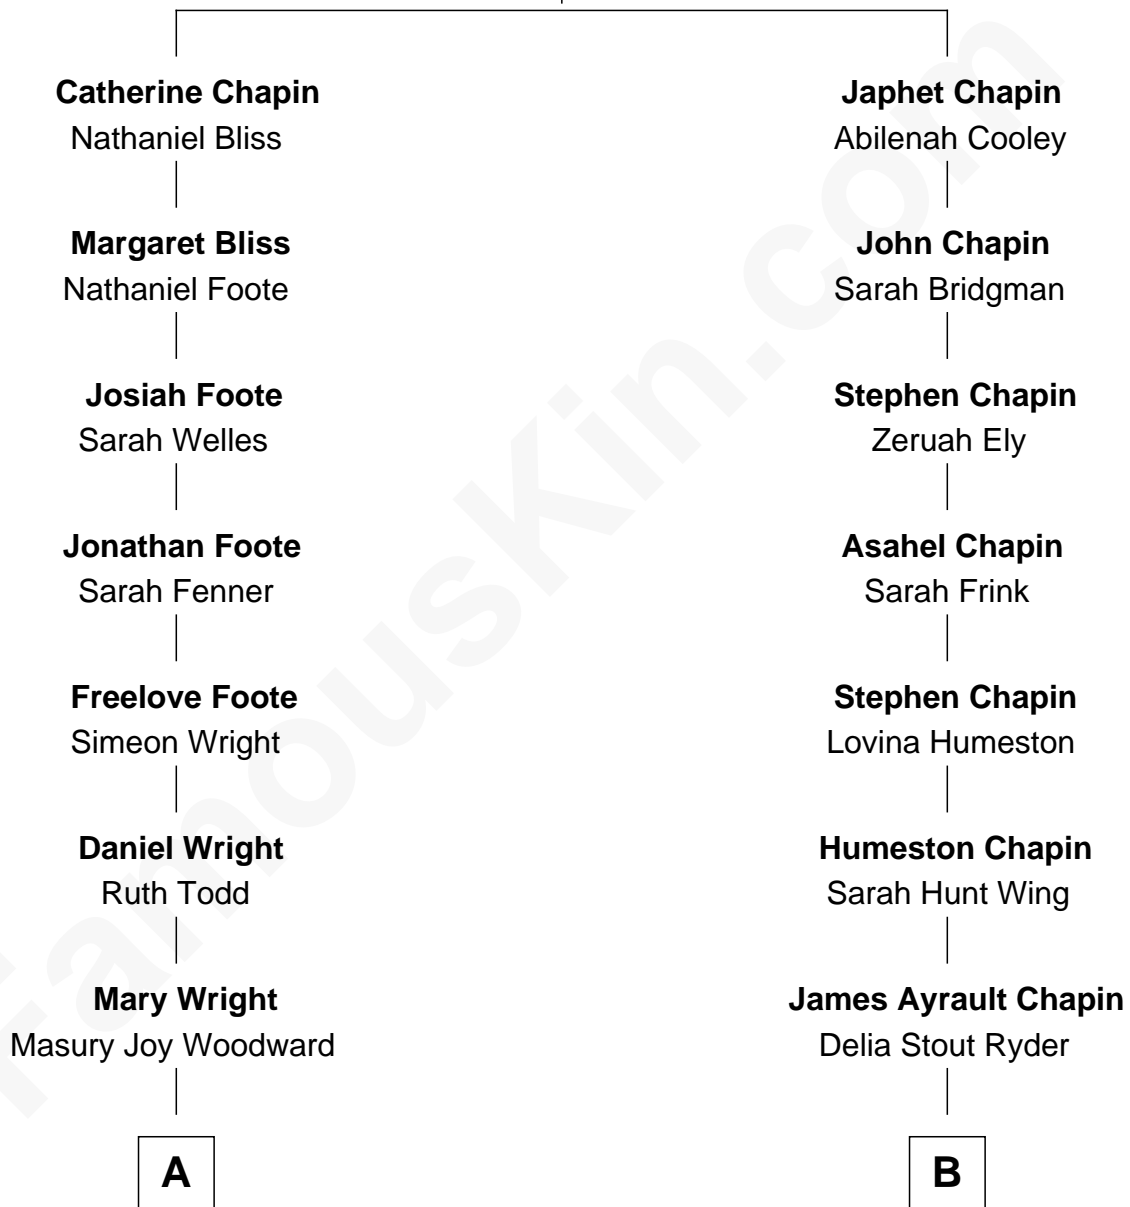 Catherine Chapin
Nathaniel Bliss
Margaret Bliss
Nathaniel Foote
Josiah Foote
Sarah Welles
Jonathan Foote
Sarah Fenner
Freelove Foote
Simeon Wright
Daniel Wright
Ruth Todd
Mary Wright
Masury Joy Woodward
A
Japhet Chapin
Abilenah Cooley
John Chapin
Sarah Bridgman
Stephen Chapin
Zeruah Ely
Asahel Chapin
Sarah Frink
Stephen Chapin
Lovina Humeston
Humeston Chapin
Sarah Hunt Wing
James Ayrault Chapin
Delia Stout Ryder
B
FamousKin.com